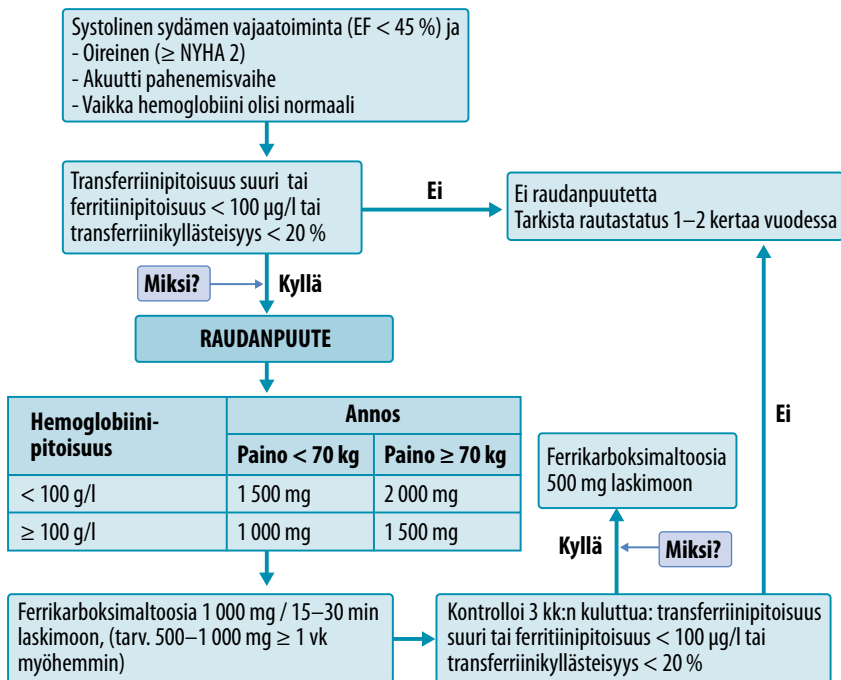 Systolinen sydämen vajaatoiminta (EF < 45 %) ja
- Oireinen (≥ NYHA 2)
- Akuutti pahenemisvaihe
- Vaikka hemoglobiini olisi normaali
Transferriinipitoisuus suuri tai
ferritiinipitoisuus < 100 µg/l tai
transferriinikyllästeisyys < 20 %
Ei
Ei raudanpuutetta
Tarkista rautastatus 1–2 kertaa vuodessa
Miksi?
Kyllä
RAUDANPUUTE
Hemoglobiini-
pitoisuus
Annos
Paino < 70 kg
Paino ≥ 70 kg
< 100 g/l
1 500 mg
2 000 mg
≥ 100 g/l
1 000 mg
1 500 mg
Ferrikarboksimaltoosia 1 000 mg / 15–30 min
laskimoon, (tarv. 500–1 000 mg ≥ 1 vk
myöhemmin)
Kontrolloi 3 kk:n kuluttua: transferriinipitoisuus
suuri tai ferritiinipitoisuus < 100 µg/l tai
transferriinikyllästeisyys < 20 %
Kyllä
Miksi?
Ferrikarboksimaltoosia
500 mg laskimoon
Ei